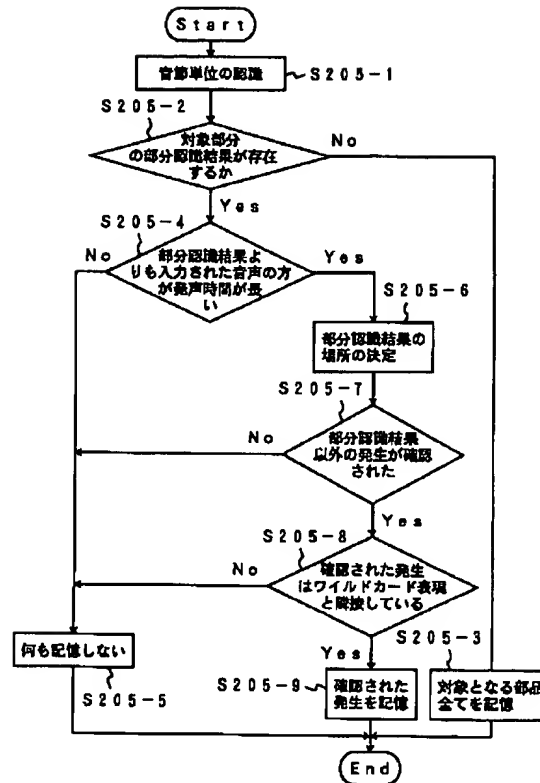 Start
音節単位の認識
S205-1
S205-2
対象部分
の部分認識結果が存在
するか
No
Yes
S205-4
No
部分認識結果よ
りも入力された音声の方
が発声時間が長
い
Yes
S205-6
部分認識結果の
場所の決定
S205-7
No
部分認識結果
以外の発生が確認
された
Yes
S205-8
No
確認された発生
はワイルドカード表現
と隣接している
Yes
S205-3
何も記憶しない
S205-5
S205-9
確認された
発生を記憶
対象となる部品
全てを記憶
End